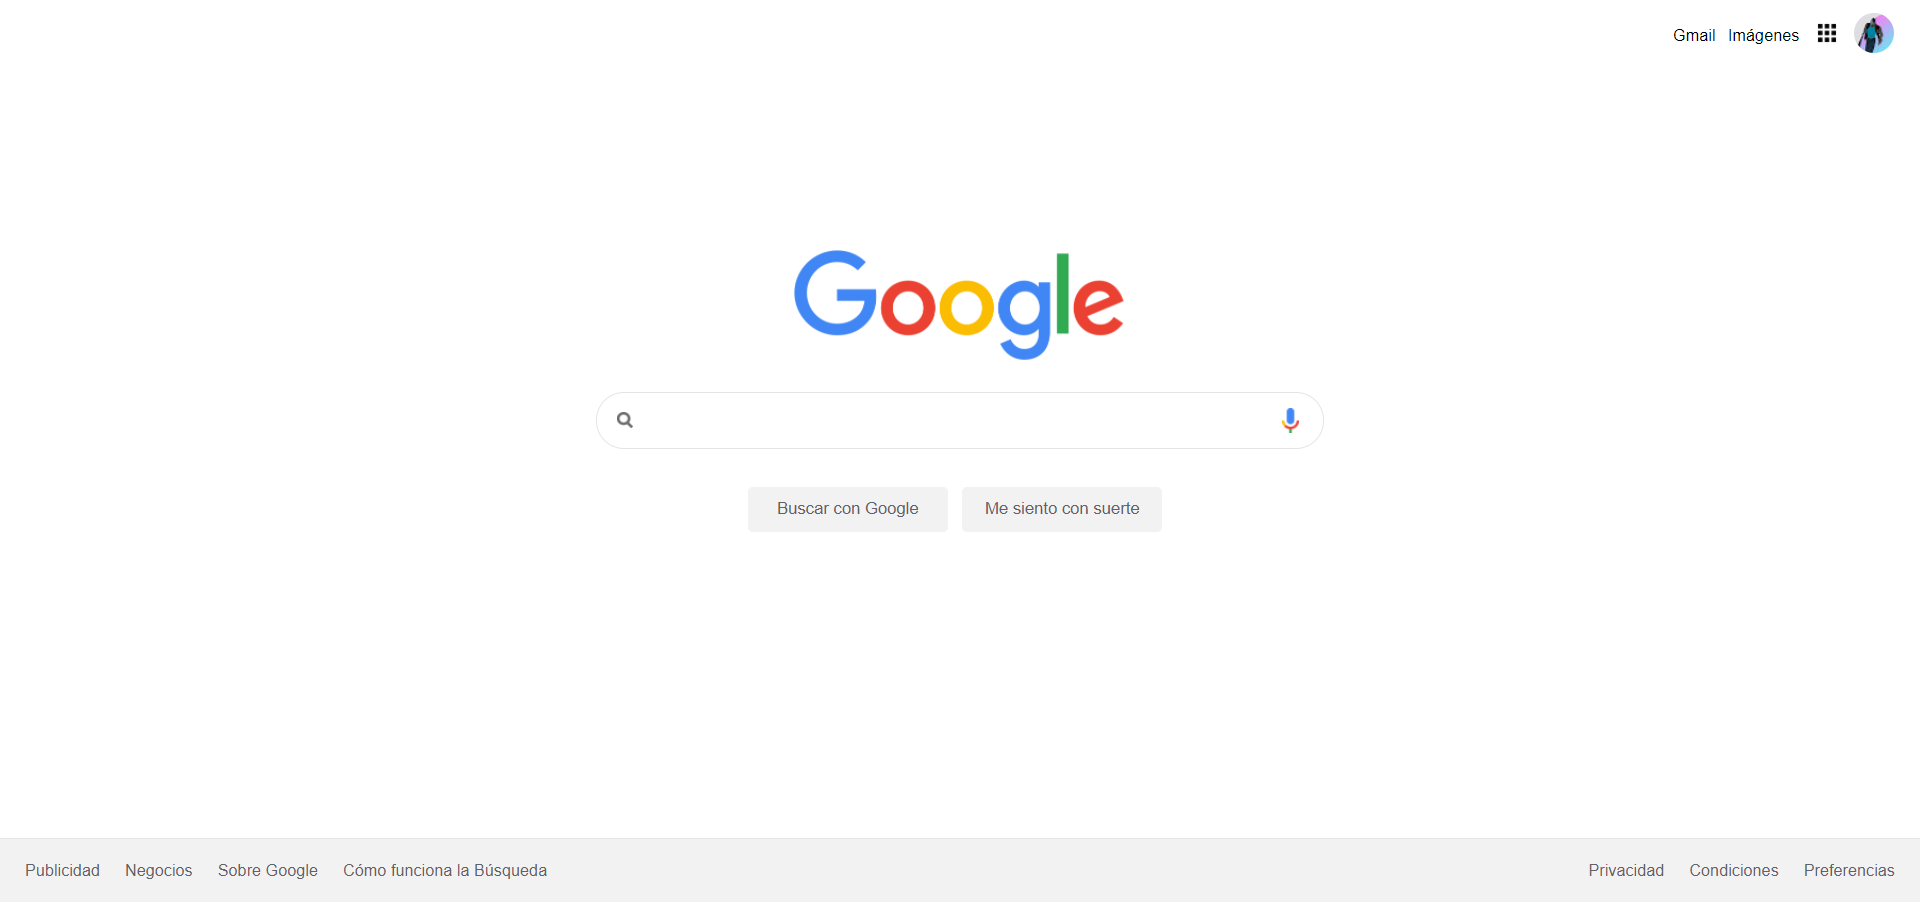 Gmail Imágenes
Google
Buscar con Google Me siento con suerte
Publicidad Negocios Sobre Google Cómo funciona la Búsqueda Privacidad Condiciones Preferencias